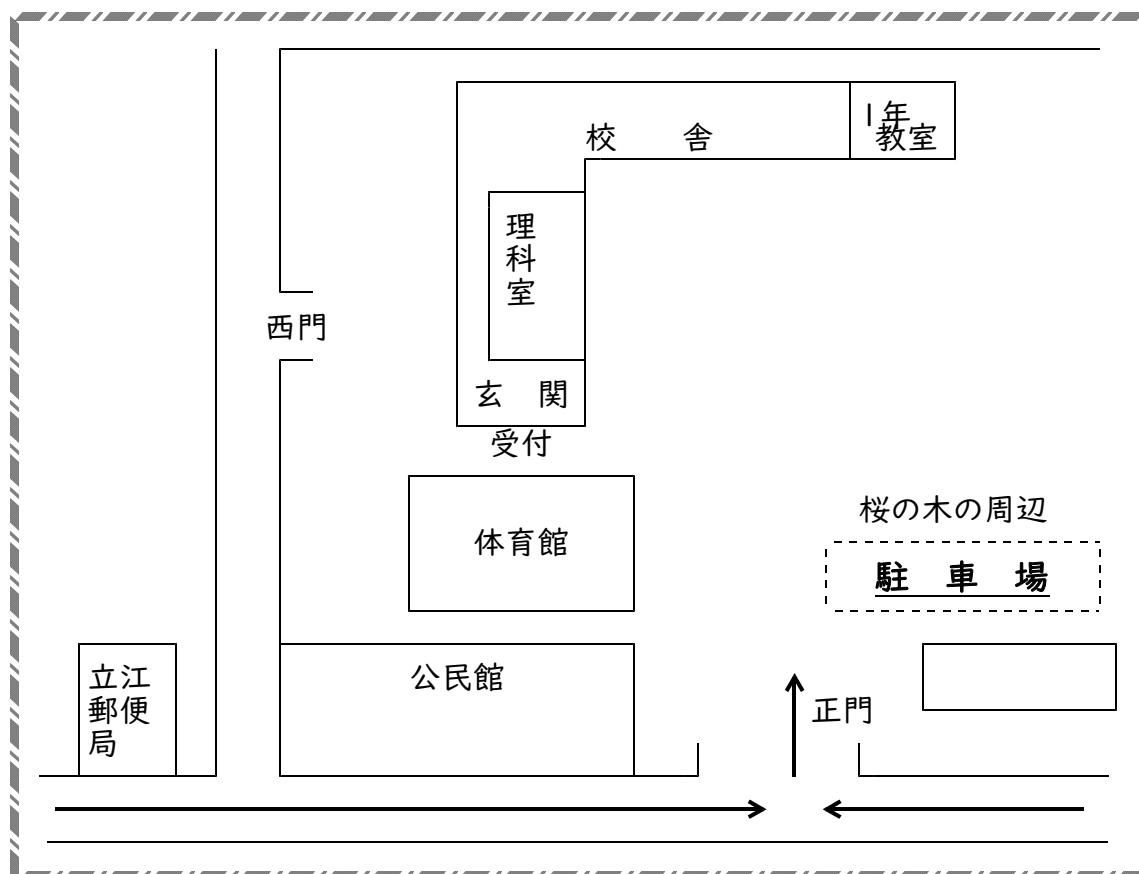 1年
教室
校　　舎
理
科
室
西門
玄　関
受付
桜の木の周辺
体育館
駐　車　場
公民館
立江
郵便
局
正門